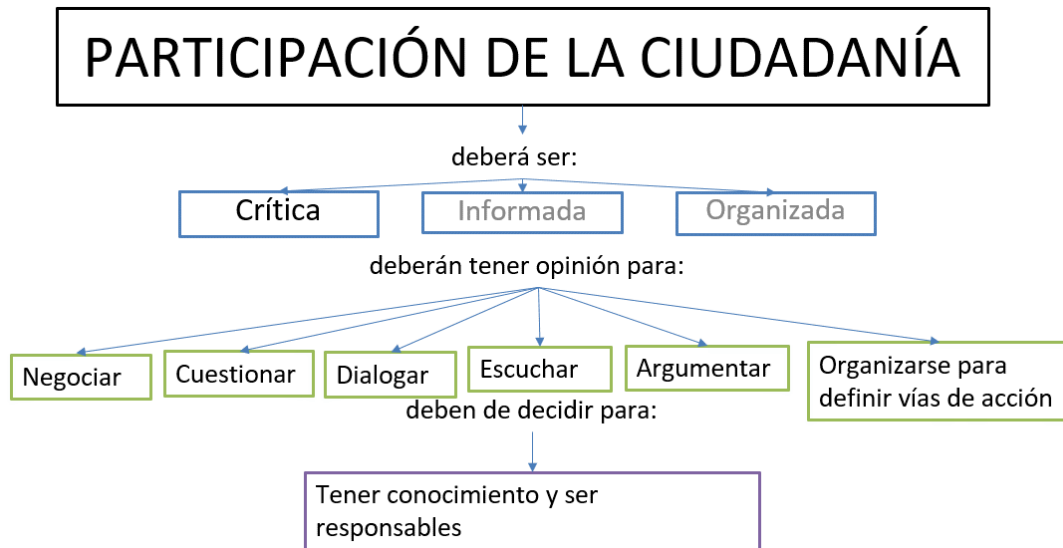 PARTICIPACIÓN DE LA CIUDADANÍA
deberá ser:
Crítica
Informada
Organizada
deberán tener opinión para:
Negociar
Cuestionar
Dialogar
Escuchar
Argumentar
Organizarse para
definir vías de acción
deben de decidir para:
Tener conocimiento y ser
responsables